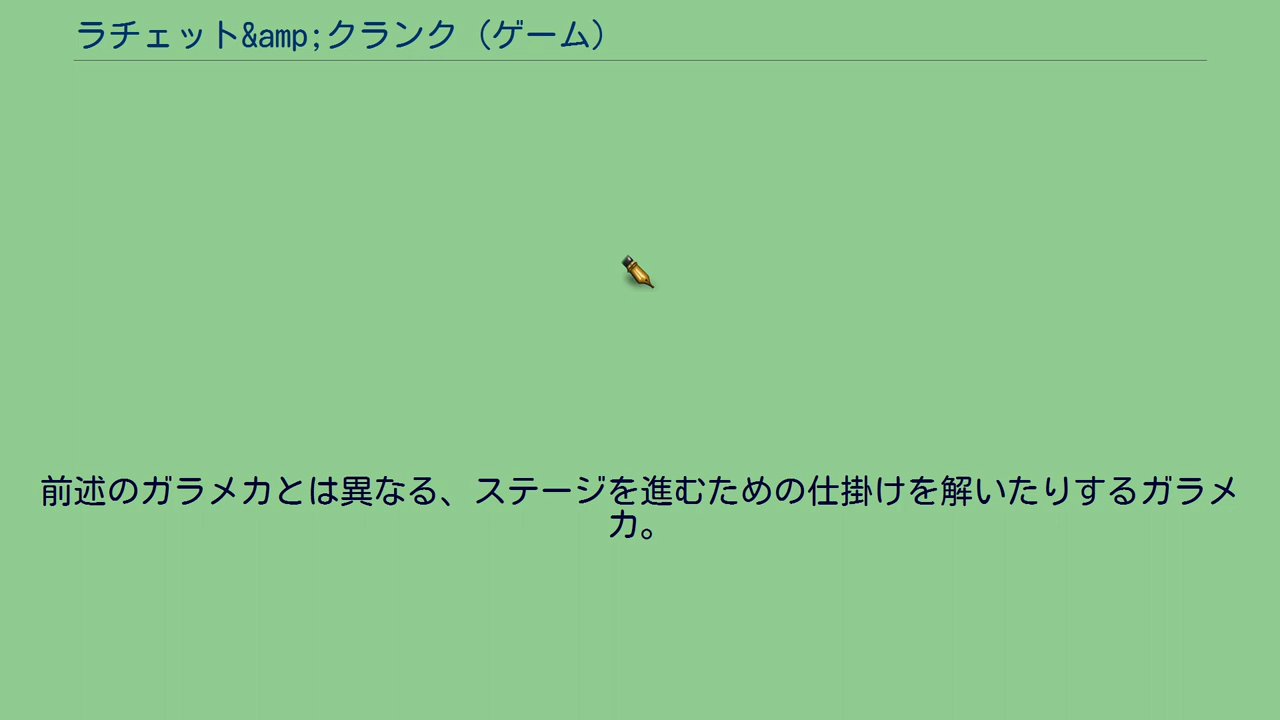 ラチェット&amp;クランク（ゲーム）
前述のガラメカとは異なる、ステージを進むための仕掛けを解いたりするガラメ
カ。